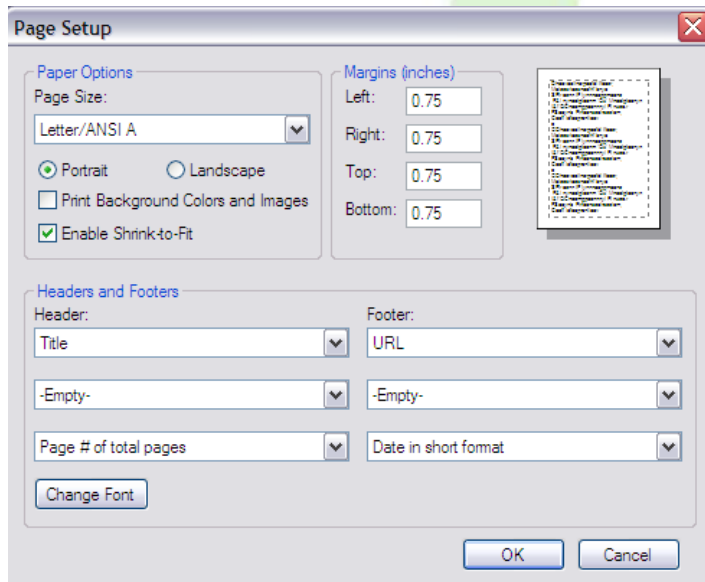 Page Setup
Paper Options
Page Size:
Letter/ANSI A
Portrait
Landscape
Print Background Colors and Images
Enable Shrink-to-Fit
Margins (inches)
Left:
0.75
Right:
0.75
Top:
0.75
Bottom:
0.75
Headers and Footers
Header:
Footer:
Title
URL
-Empty-
-Empty-
Page # of total pages
Date in short format
Change Font
OK
Cancel